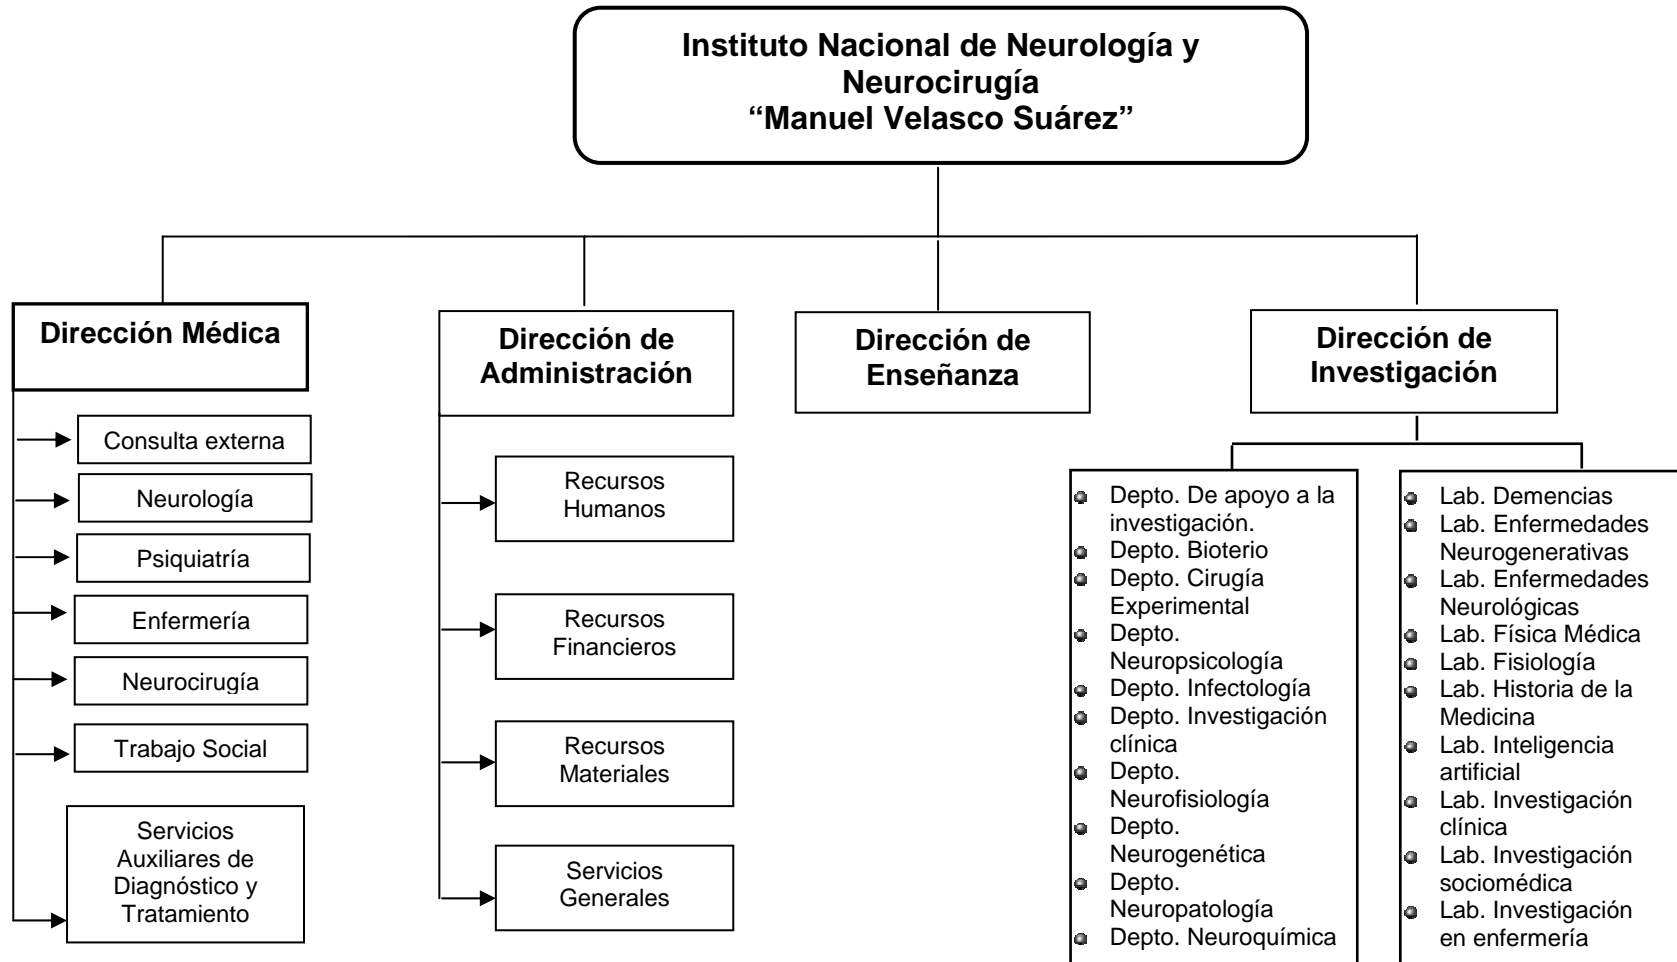 Instituto Nacional de Neurología y
Neurocirugía
“Manuel Velasco Suárez”
Dirección Médica
Consulta externa
Neurología
Psiquiatría
Enfermería
Neurocirugía
Trabajo Social
Servicios
Auxiliares de
Diagnóstico y
Tratamiento
Dirección de
Administración
Recursos
Humanos
Recursos
Financieros
Recursos
Materiales
Servicios
Generales
Dirección de
Enseñanza
Dirección de
Investigación
Depto. De apoyo a la
investigación.
Depto. Bioterio
Depto. Cirugía
Experimental
Depto.
Neuropsicología
Depto. Infectología
Depto. Investigación
clínica
Depto.
Neurofisiología
Depto.
Neurogenética
Depto.
Neuropatología
Depto. Neuroquímica
Lab. Demencias
Lab. Enfermedades
Neurogenerativas
Lab. Enfermedades
Neurológicas
Lab. Física Médica
Lab. Fisiología
Lab. Historia de la
Medicina
Lab. Inteligencia
artificial
Lab. Investigación
clínica
Lab. Investigación
sociomédica
Lab. Investigación
en enfermería